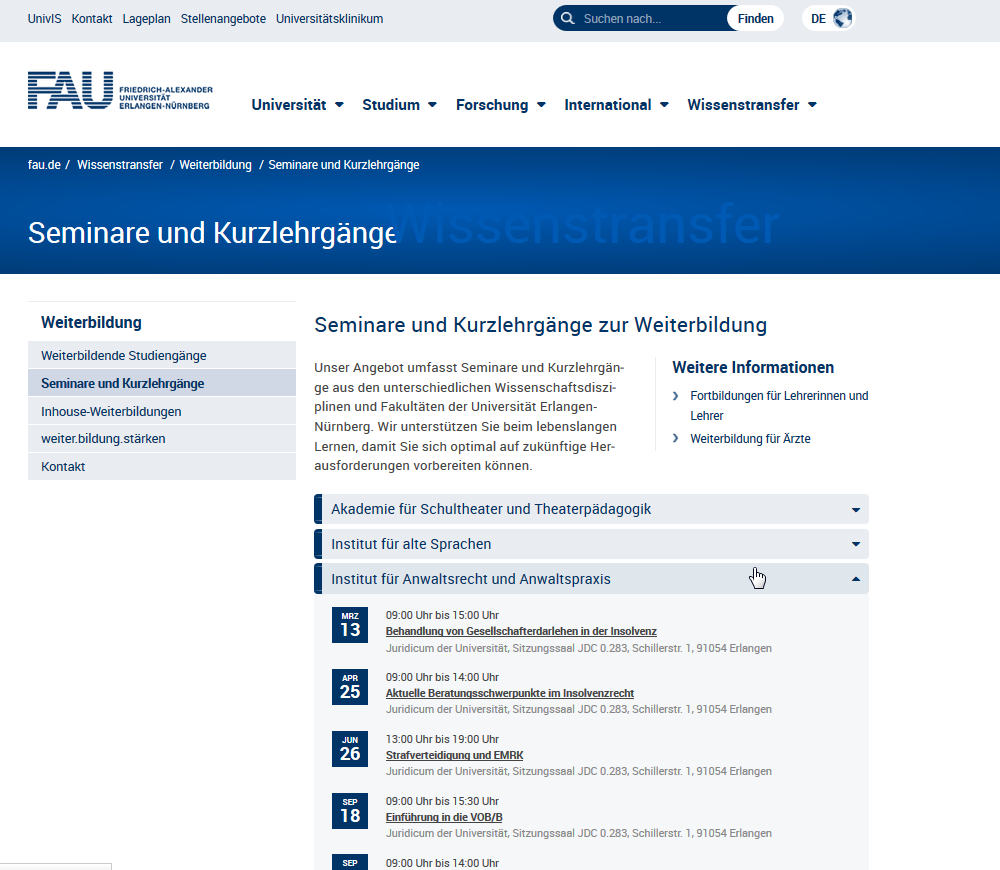 UnivIS Kontakt Lageplan Stellenangebote Universitätsklinikum
Suchen nach... Finden DE
FAU FRIEDRICH-ALEXANDER
UNIVERSITÄT
ERLANGEN-NÜRNBERG
Universität Studium Forschung International Wissenstransfer
fau.de / Wissenstransfer / Weiterbildung / Seminare und Kurzlehrgänge
Wissenstransfer
Seminare und Kurzlehrgänge
Weiterbildung
Weiterbildende Studiengänge
Seminare und Kurzlehrgänge
Inhouse-Weiterbildungen
weiter.bildung.stärken
Kontakt
Seminare und Kurzlehrgänge zur Weiterbildung
Unser Angebot umfasst Seminare und Kurzlehrgän-
ge aus den unterschiedlichen Wissenschaftsdiszi-
plinen und Fakultäten der Universität Erlangen-
Nürnberg. Wir unterstützen Sie beim lebenslangen
Lernen, damit Sie sich optimal auf zukünftige Her-
ausforderungen vorbereiten können.
Weitere Informationen
Fortbildungen für Lehrerinnen und
Lehrer
Weiterbildung für Ärzte
Akademie für Schultheater und Theaterpädagogik
Institut für alte Sprachen
Institut für Anwaltsrecht und Anwaltspraxis
MRZ
13
09:00 Uhr bis 15:00 Uhr
Behandlung von Gesellschafterdarlehen in der Insolvenz
Juridicum der Universität, Sitzungssaal JDC 0.283, Schillerstr. 1, 91054 Erlangen
APR
25
09:00 Uhr bis 14:00 Uhr
Aktuelle Beratungsschwerpunkte im Insolvenzrecht
Juridicum der Universität, Sitzungssaal JDC 0.283, Schillerstr. 1, 91054 Erlangen
JUN
26
13:00 Uhr bis 19:00 Uhr
Strafverteidigung und EMRK
Juridicum der Universität, Sitzungssaal JDC 0.283, Schillerstr. 1, 91054 Erlangen
SEP
18
09:00 Uhr bis 15:30 Uhr
Einführung in die VOB/B
Juridicum der Universität, Sitzungssaal JDC 0.283, Schillerstr. 1, 91054 Erlangen
SEP
09:00 Uhr bis 14:00 Uhr